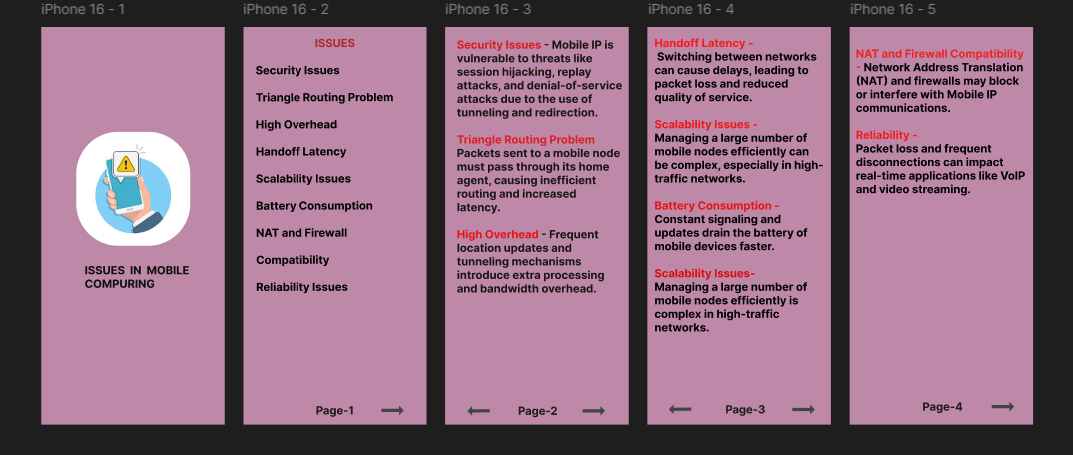 iPhone 16 - 1
ISSUES IN MOBILE
COMPURING
iPhone 16 - 2
ISSUES
Security Issues
Triangle Routing Problem
High Overhead
Handoff Latency
Scalability Issues
Battery Consumption
NAT and Firewall
Compatibility
Reliability Issues
Page-1
iPhone 16 - 3
Security Issues - Mobile IP is
vulnerable to threats like
session hijacking, replay
attacks, and denial-of-service
attacks due to the use of
tunneling and redirection.
Triangle Routing Problem
Packets sent to a mobile node
must pass through its home
agent, causing inefficient
routing and increased
latency.
High Overhead - Frequent
location updates and
tunneling mechanisms
introduce extra processing
and bandwidth overhead.
Page-2
iPhone 16 - 4
Handoff Latency -
Switching between networks
can cause delays, leading to
packet loss and reduced
quality of service.
Scalability Issues -
Managing a large number of
mobile nodes efficiently can
be complex, especially in high-
traffic networks.
Battery Consumption -
Constant signaling and
updates drain the battery of
mobile devices faster.
Scalability Issues-
Managing a large number of
mobile nodes efficiently is
complex in high-traffic
networks.
Page-3
iPhone 16 - 5
NAT and Firewall Compatibility
- Network Address Translation
(NAT) and firewalls may block
or interfere with Mobile IP
communications.
Reliability -
Packet loss and frequent
disconnections can impact
real-time applications like VoIP
and video streaming.
Page-4